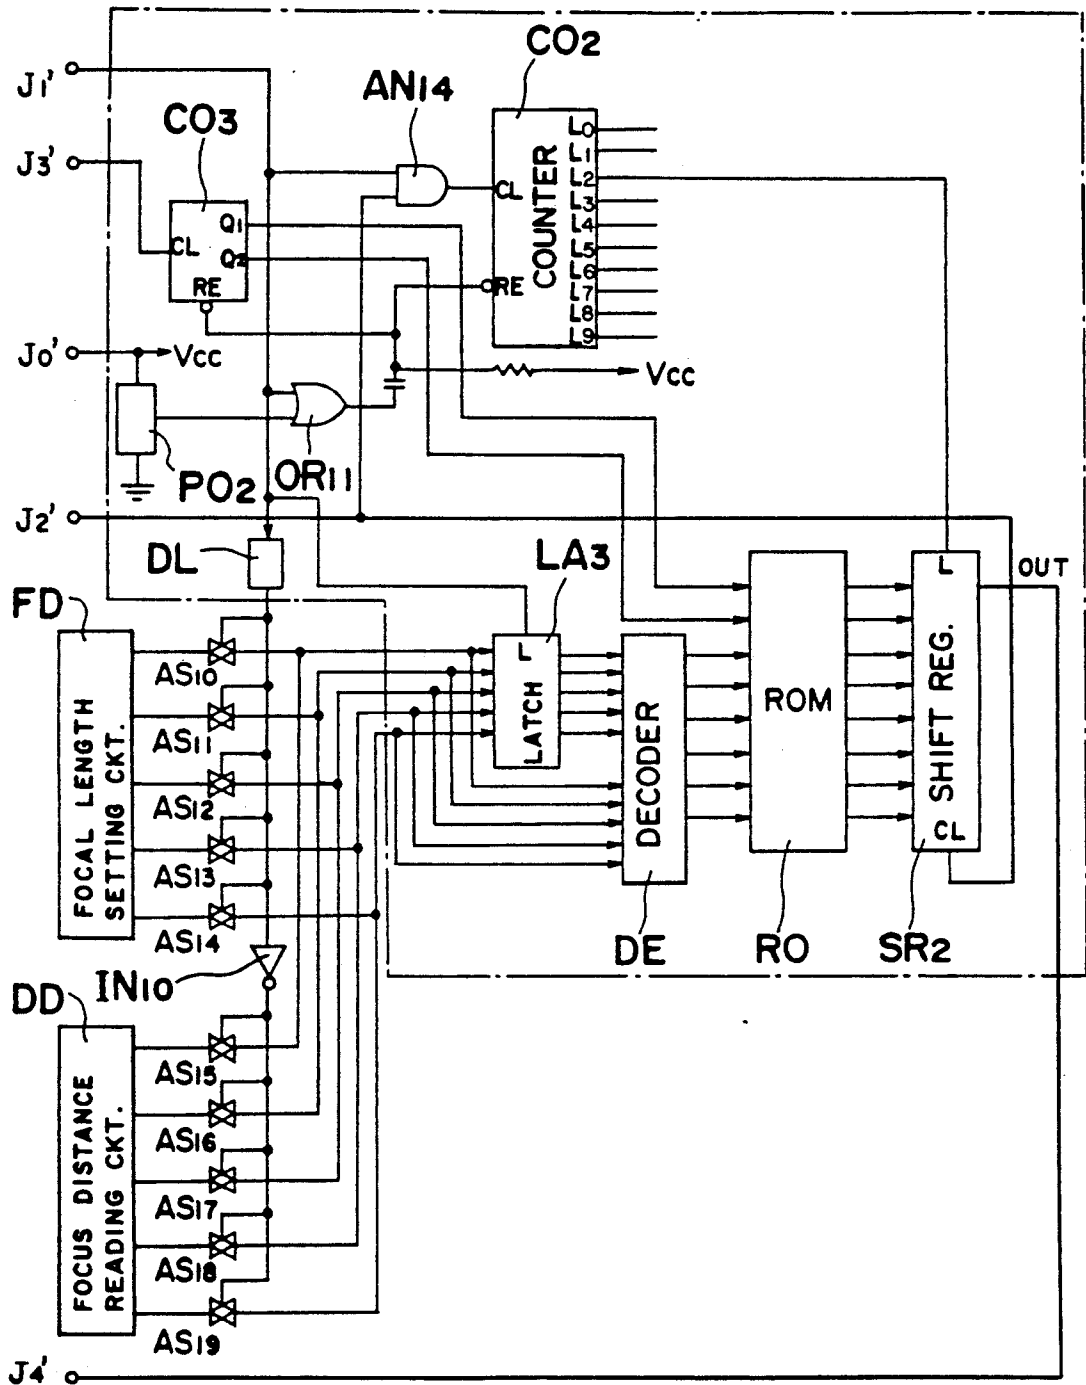 CO2
J1'
AN14
CO3
J3'
L0
L1
L2
L3
L4
L5
L6
L7
L8
L9
CL
COUNTER
RE
Q1
CL
Q2
RE
J0'
Vcc
Vcc
PO2
OR11
J2'
DL
LA3
L
OUT
FD
FOCAL LENGTH
SETTING CKT.
AS10
AS11
AS12
AS13
AS14
L
LATCH
DECODER
ROM
SHIFT REG.
CL
DE
RO
SR2
IN10
DD
FOCUS DISTANCE
READING CKT.
AS15
AS16
AS17
AS18
AS19
J4'